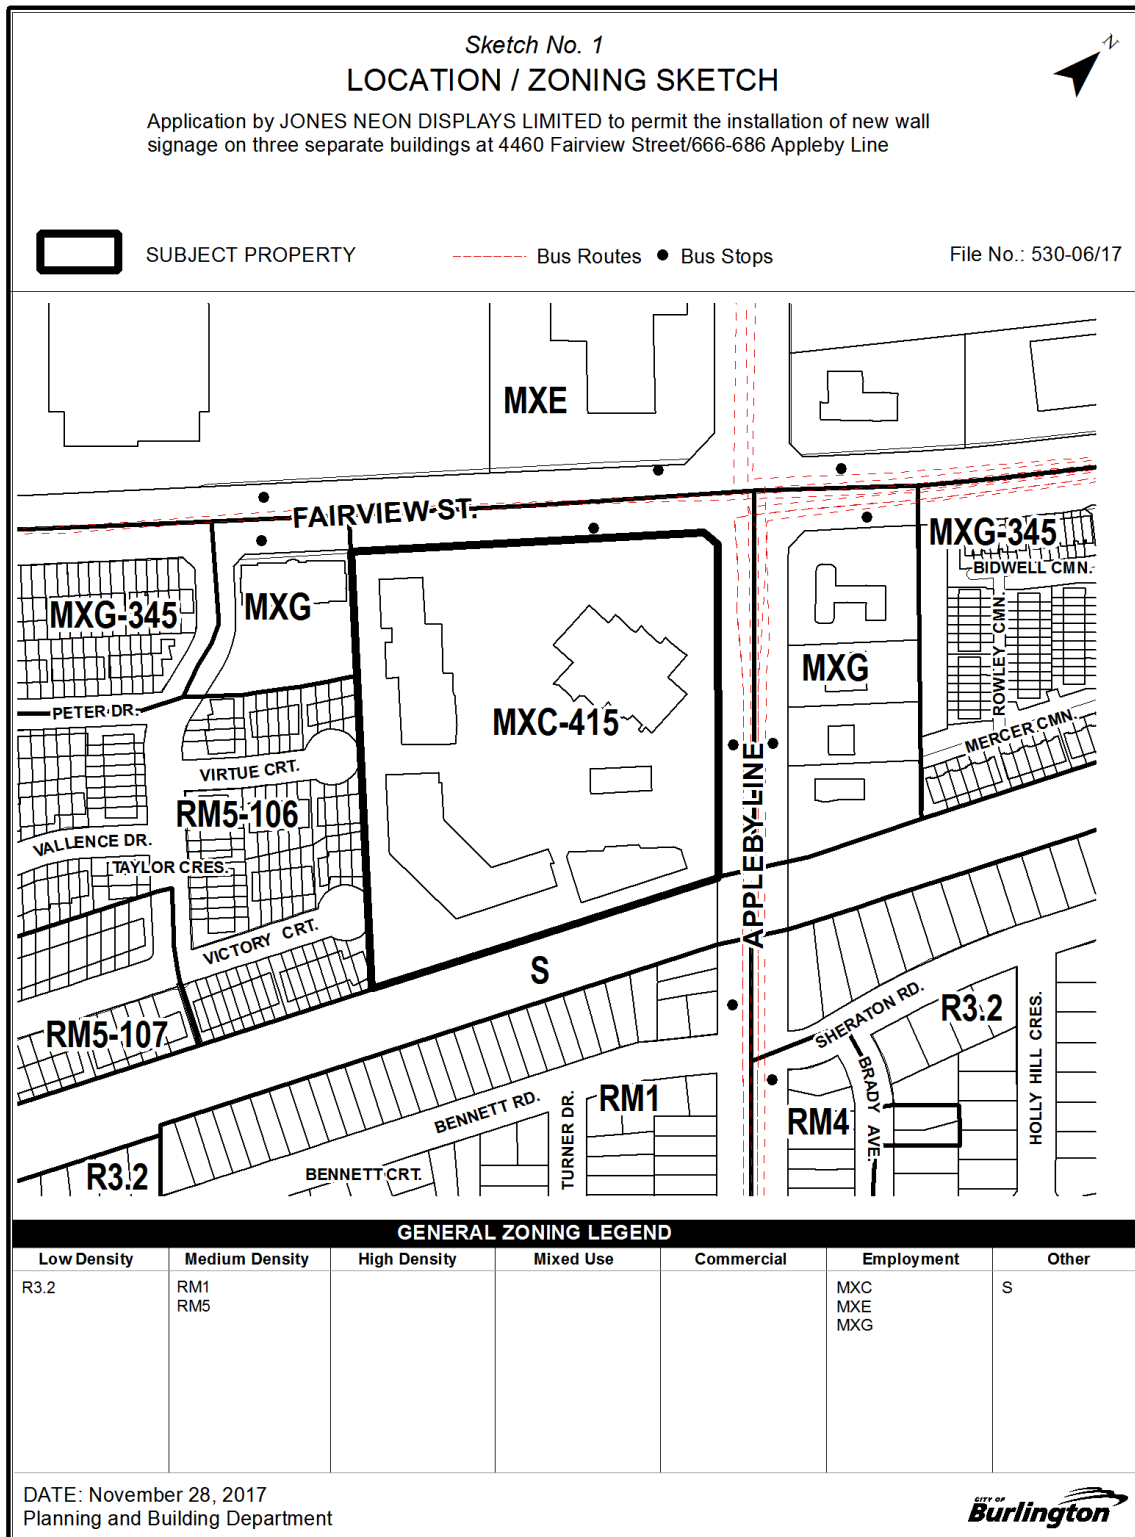 Sketch No. 1
N
LOCATION / ZONING SKETCH
Application by JONES NEON DISPLAYS LIMITED to permit the installation of new wall
signage on three separate buildings at 4460 Fairview Street/666-686 Appleby Line
SUBJECT PROPERTY
Bus Routes
Bus Stops
File No.: 530-06/17
MXE
FAIRVIEW ST.
MXG-345
BIDWELL CMN.
MXG-345
MXG
ROWLEY CMN.
MXG
PETER DR.
MXC-415
MERCER CMN.
VIRTUE CRT.
RM5-106
VALLENCE DR.
TAYLOR CRES.
APPLEBY LINE
VICTORY CRT.
S
RM5-107
SHERATON RD.
R3.2
HOLLY HILL CRES.
BRADY AVE.
BENNETT RD.
TURNER DR.
RM1
RM4
R3.2
BENNETT CRT.
GENERAL ZONING LEGEND
Low Density
Medium Density
High Density
Mixed Use
Commercial
Employment
Other
R3.2
RM1
RM5
MXC
MXE
MXG
S
DATE: November 28, 2017
Planning and Building Department
CITY OF
Burlington